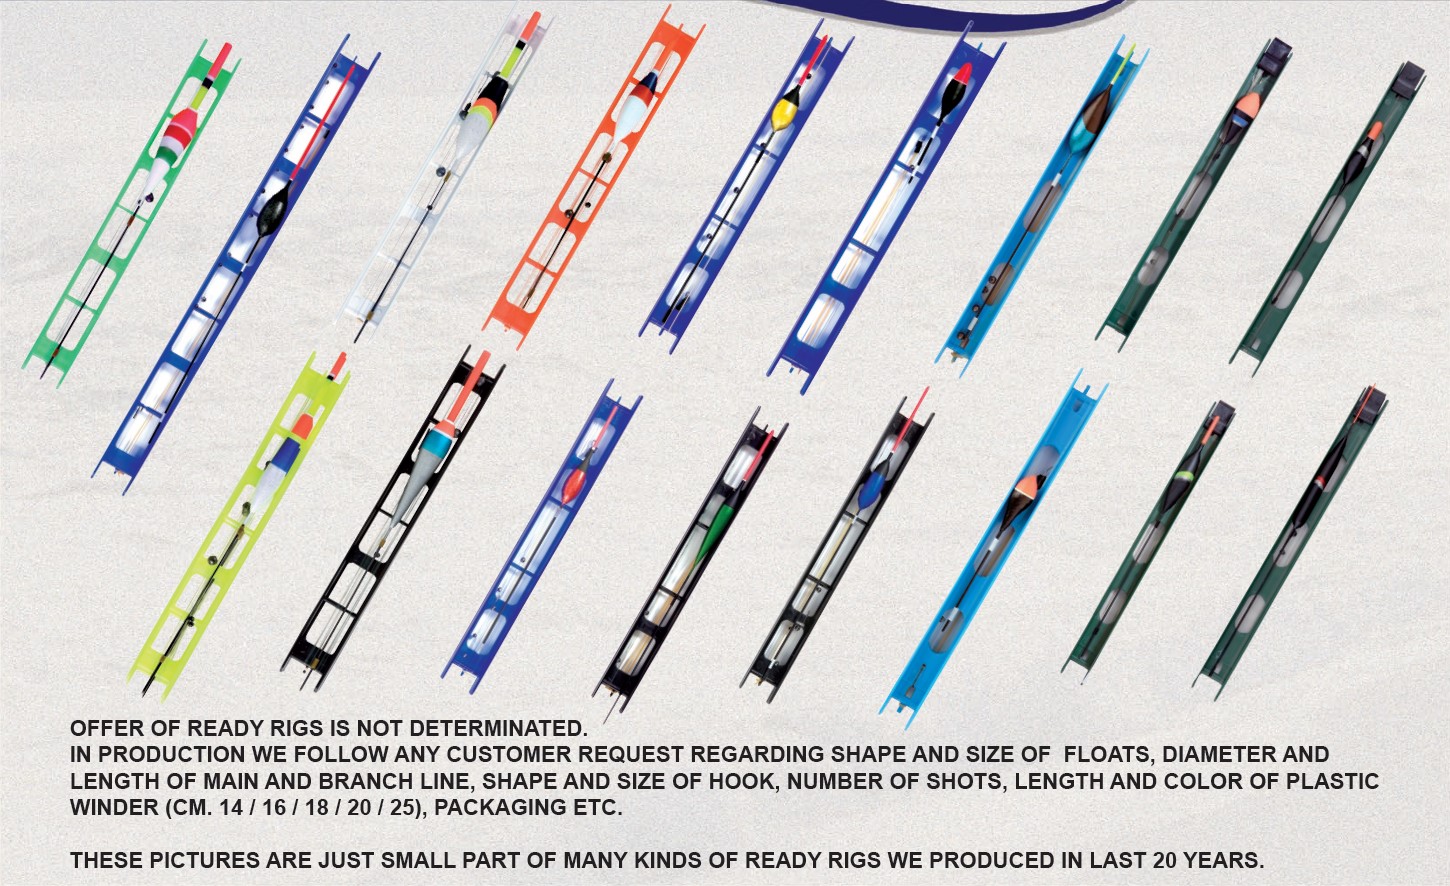 OFFER OF READY RIGS IS NOT DETERMINATED.
IN PRODUCTION WE FOLLOW ANY CUSTOMER REQUEST REGARDING SHAPE AND SIZE OF  FLOATS, DIAMETER AND
LENGTH OF MAIN AND BRANCH LINE, SHAPE AND SIZE OF HOOK, NUMBER OF SHOTS, LENGTH AND COLOR OF PLASTIC
WINDER (CM. 14 / 16 / 18 / 20 / 25), PACKAGING ETC.
THESE PICTURES ARE JUST SMALL PART OF MANY KINDS OF READY RIGS WE PRODUCED IN LAST 20 YEARS.